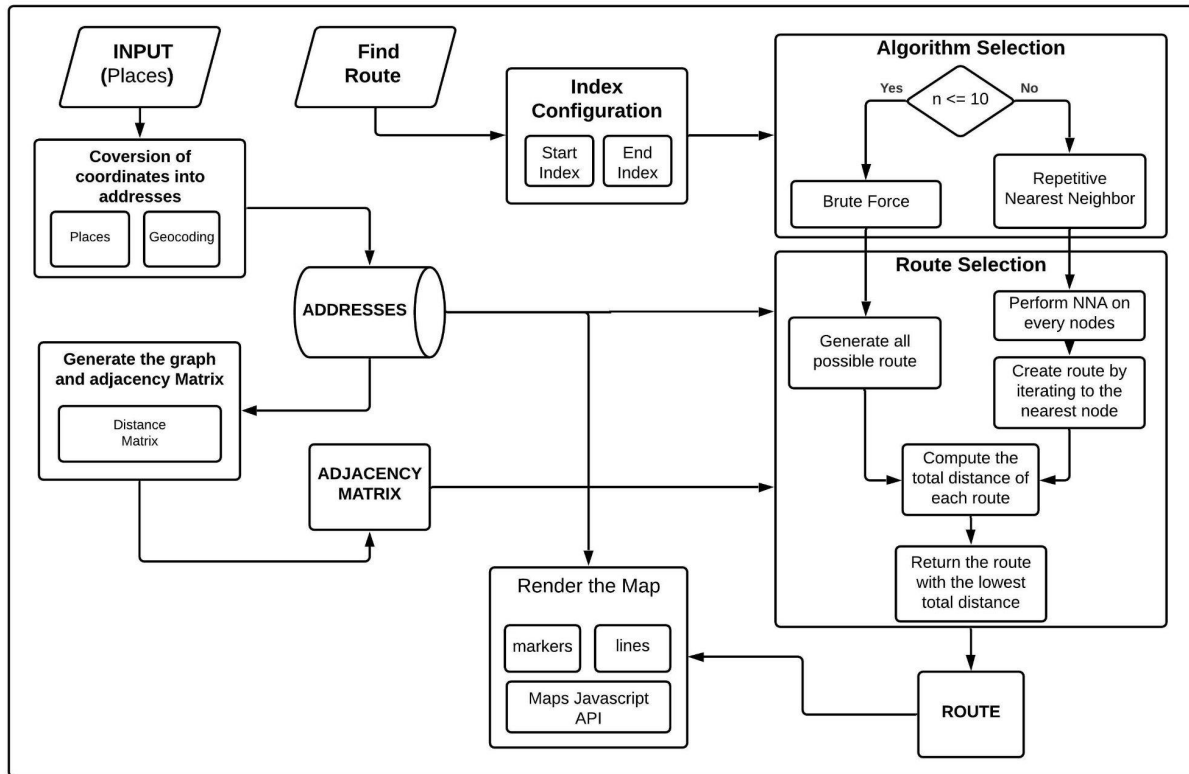 INPUT
(Places)
Find
Route
Index
Configuration
Start
Index
End
Index
Algorithm Selection
Yes
n <= 10
No
Brute Force
Repetitive
Nearest Neighbor
Coversion of
coordinates into
addresses
Places
Geocoding
ADDRESSES
Route Selection
Generate all
possible route
Perform NNA on
every nodes
Create route by
iterating to the
nearest node
Compute the
total distance of
each route
Return the route
with the lowest
total distance
Generate the graph
and adjacency Matrix
Distance
Matrix
ADJACENCY
MATRIX
Render the Map
markers
lines
Maps Javascript
API
ROUTE